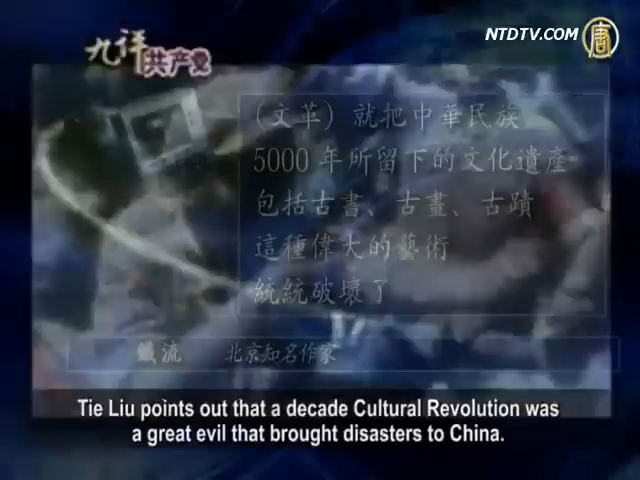 NTDTV.COM
唐
九評
共产党
(文革) 就把中華民族
5000 年所留下的文化遺產
包括古書、古畫、古蹟
這種偉大的藝術
統統破壞了
鐵流 北京知名作家
Tie Liu points out that a decade Cultural Revolution was
a great evil that brought disasters to China.